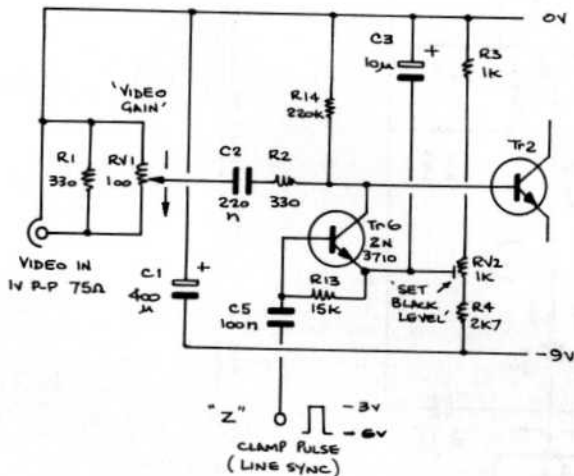 0V
C3
+
10μ
R3
1K
'VIDEO
GAIN'
R14
220K
Tr2
R1
330
RV1
100
C2
220
n
R2
330
Tr6
2N
3710
VIDEO IN
1V P-P 75Ω
C1
+
400
μ
R13
15K
C5
100n
RV2
1K
'SET
BLACK
LEVEL'
R4
2K7
-9V
"Z"
-3V
-6V
CLAMP PULSE
(LINE SYNC)